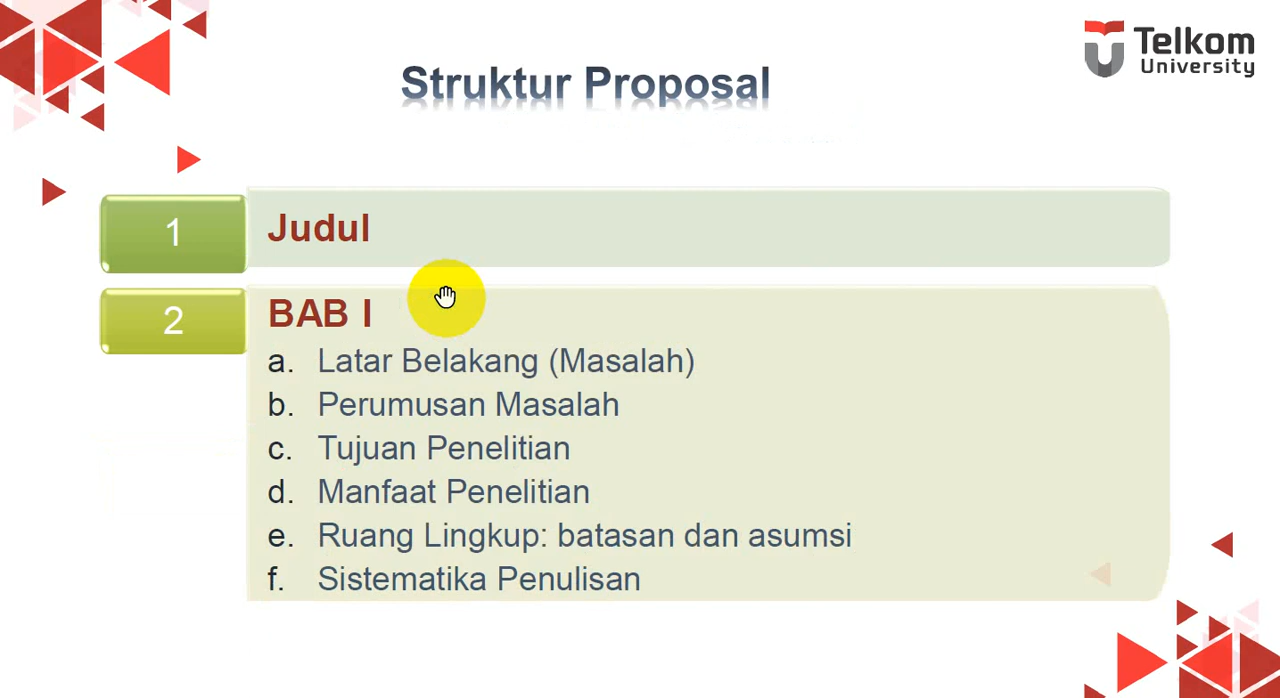 Telkom
University
Struktur Proposal
1
Judul
2
BAB I
a. Latar Belakang (Masalah)
b. Perumusan Masalah
c. Tujuan Penelitian
d. Manfaat Penelitian
e. Ruang Lingkup: batasan dan asumsi
f. Sistematika Penulisan